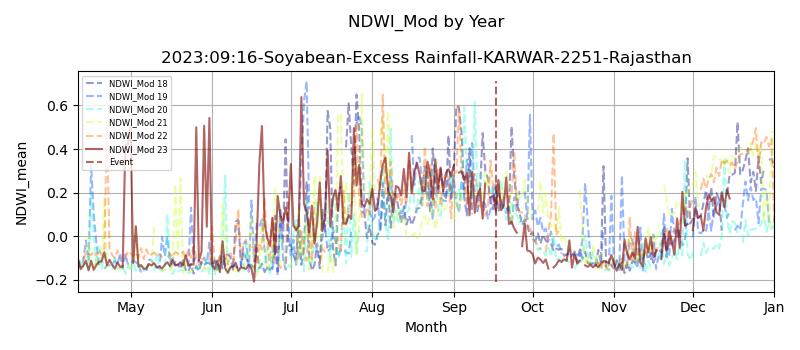 NDWI_Mod by Year
2023:09:16-Soyabean-Excess Rainfall-KARWAR-2251-Rajasthan
NDWI_mean
0.6
0.4
0.2
0.0
−0.2
NDWI_Mod 18
NDWI_Mod 19
NDWI_Mod 20
NDWI_Mod 21
NDWI_Mod 22
NDWI_Mod 23
Event
May Jun Jul Aug Sep Oct Nov Dec Jan
Month